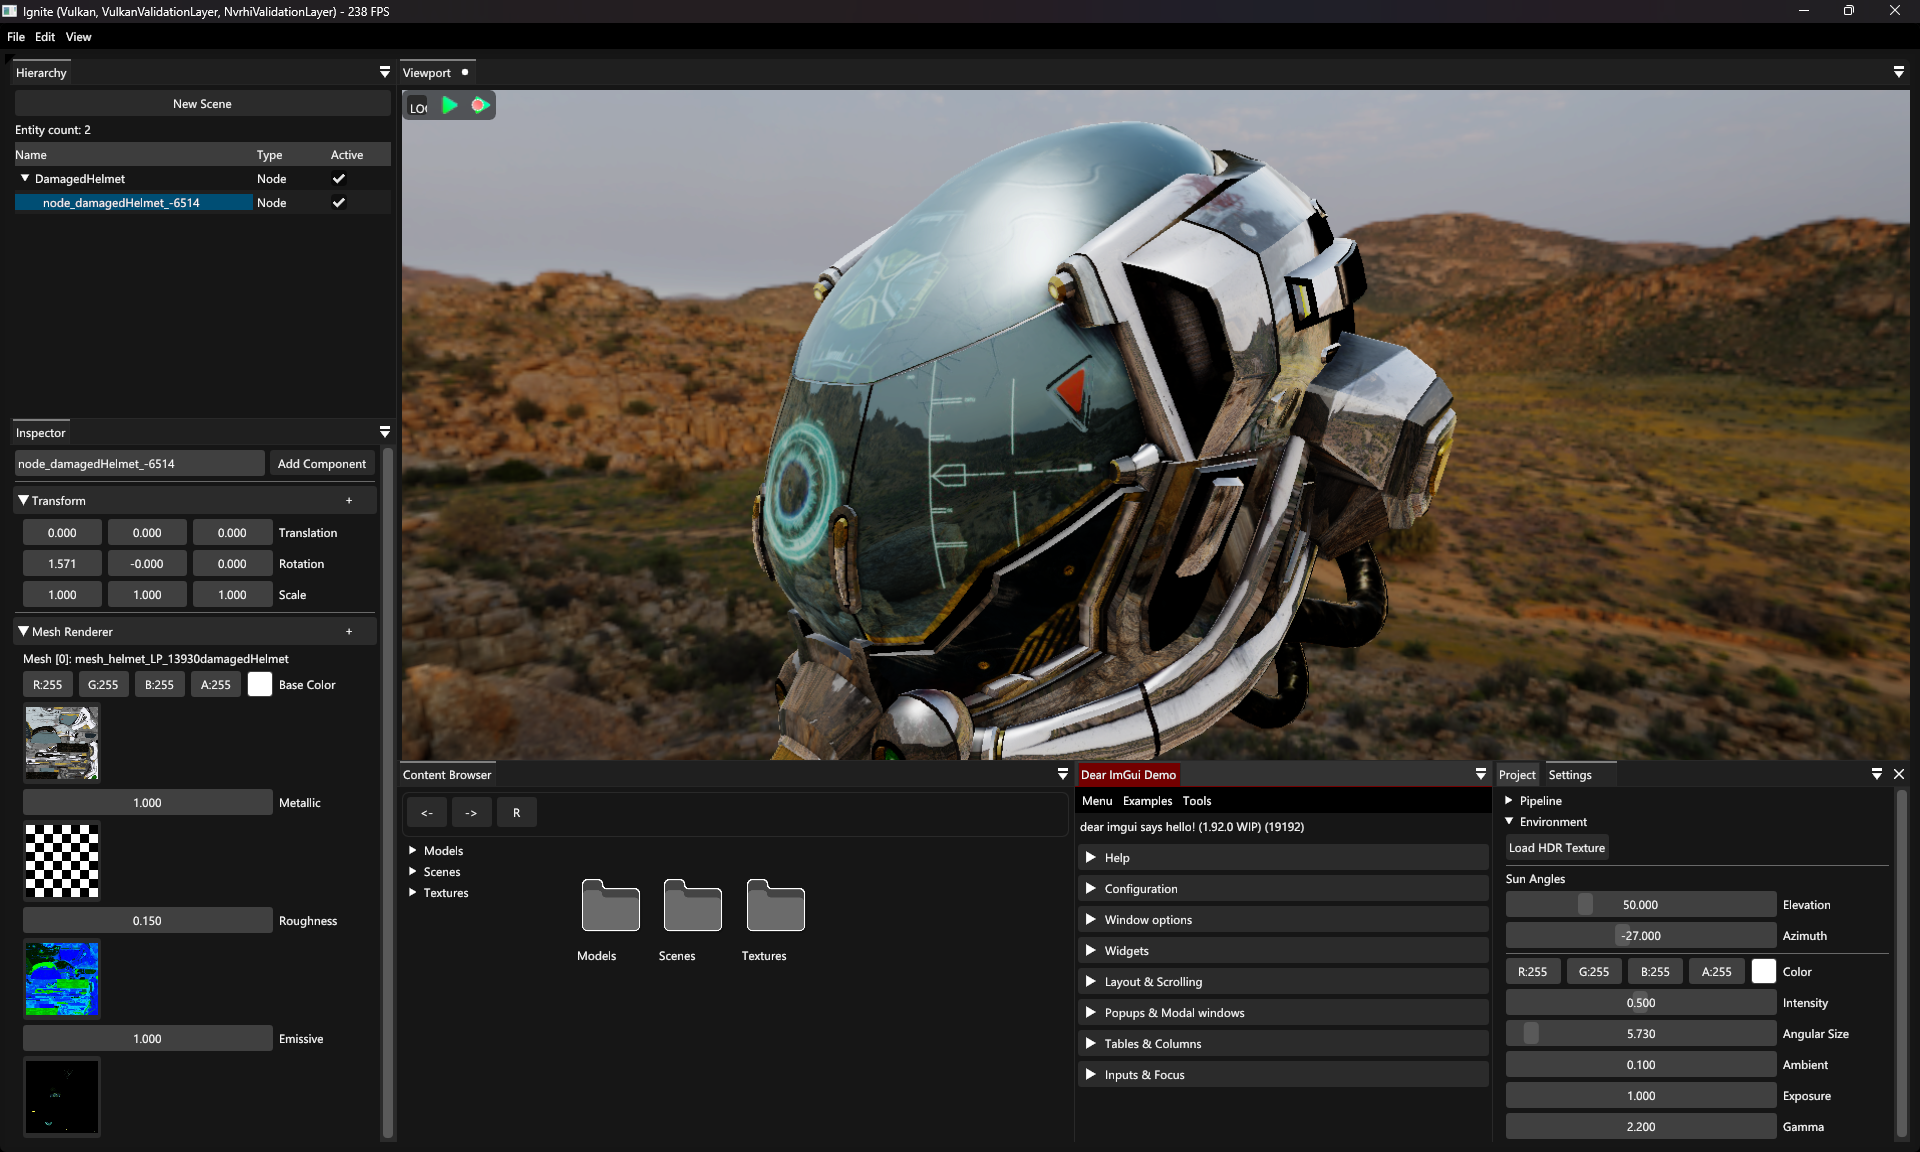 Ignite (Vulkan, VulkanValidationLayer, NvrhiValidationLayer) - 238 FPS
File Edit View
Hierarchy
New Scene
Entity count: 2
Name Type Active
DamagedHelmet Node
node_damagedHelmet_-6514 Node
Inspector
node_damagedHelmet_-6514 Add Component
Transform +
0.000 0.000 0.000 Translation
1.571 -0.000 0.000 Rotation
1.000 1.000 1.000 Scale
Mesh Renderer +
Mesh [0]: mesh_helmet_LP_13930damagedHelmet
R:255 G:255 B:255 A:255 Base Color
1.000 Metallic
0.150 Roughness
1.000 Emissive
Viewport
LOC
Content Browser
<- -> R
Models
Scenes
Textures
Models Scenes Textures
Dear ImGui Demo
Menu Examples Tools
dear imgui says hello! (1.92.0 WIP) (19192)
Help
Configuration
Window options
Widgets
Layout & Scrolling
Popups & Modal windows
Tables & Columns
Inputs & Focus
Project Settings
Pipeline
Environment
Load HDR Texture
Sun Angles
50.000 Elevation
-27.000 Azimuth
R:255 G:255 B:255 A:255 Color
0.500 Intensity
5.730 Angular Size
0.100 Ambient
1.000 Exposure
2.200 Gamma